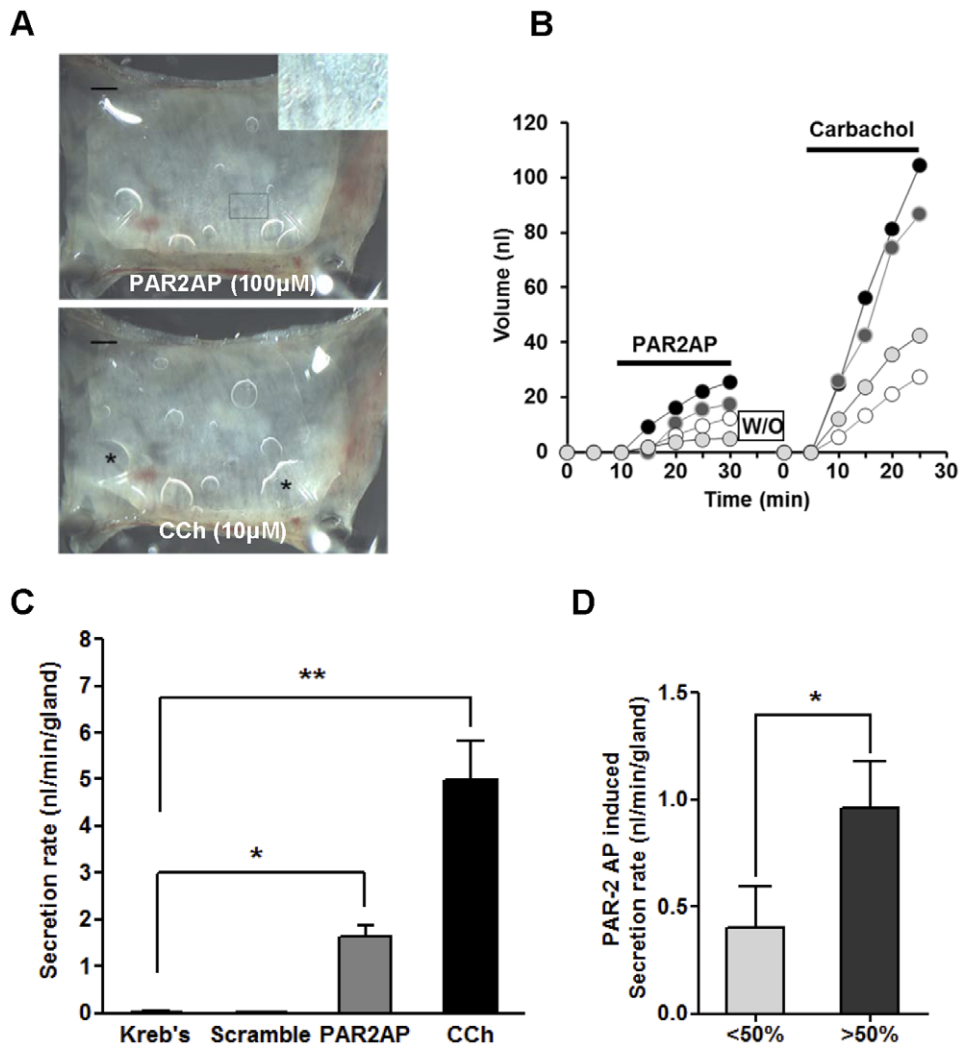 A
PAR2AP (100µM)
*
*
CCh (10µM)
B
120
100
80
60
40
20
0
Volume (nl)
PAR2AP
Carbachol
W/O
0 10 20 30 0 10 20 30
Time (min)
C
8
7
6
5
4
3
2
1
0
Secretion rate (nl/min/gland)
**
*
Kreb's Scramble PAR2AP CCh
D
1.5
1.0
0.5
0.0
PAR-2 AP induced
Secretion rate (nl/min/gland)
*
<50% >50%